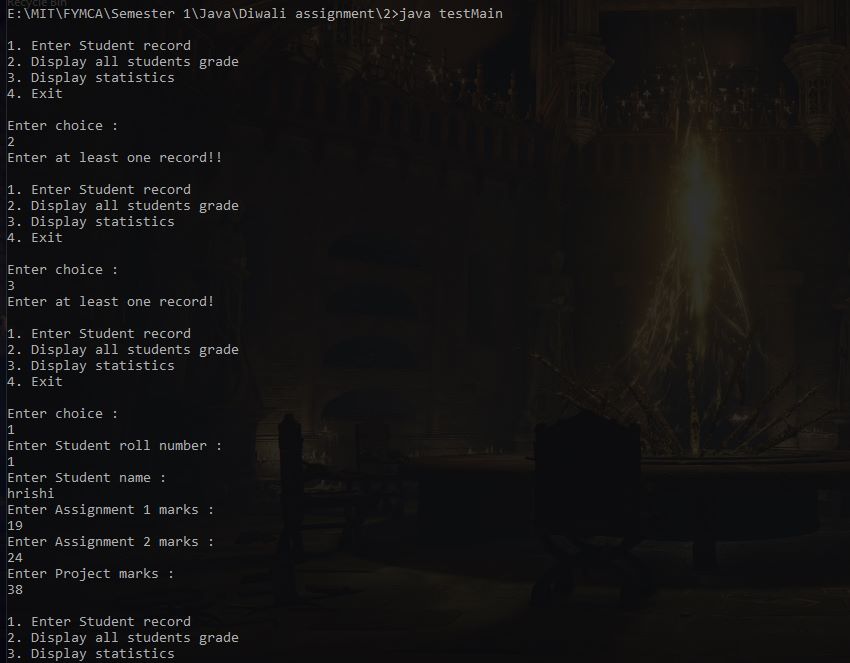 Recycle Bin
E:\MIT\FYMCA\Semester 1\Java\Diwali assignment\2>java testMain
1. Enter Student record
2. Display all students grade
3. Display statistics
4. Exit
Enter choice :
2
Enter at least one record!!
1. Enter Student record
2. Display all students grade
3. Display statistics
4. Exit
Enter choice :
3
Enter at least one record!
1. Enter Student record
2. Display all students grade
3. Display statistics
4. Exit
Enter choice :
1
Enter Student roll number :
1
Enter Student name :
hrishi
Enter Assignment 1 marks :
19
Enter Assignment 2 marks :
24
Enter Project marks :
38
1. Enter Student record
2. Display all students grade
3. Display statistics